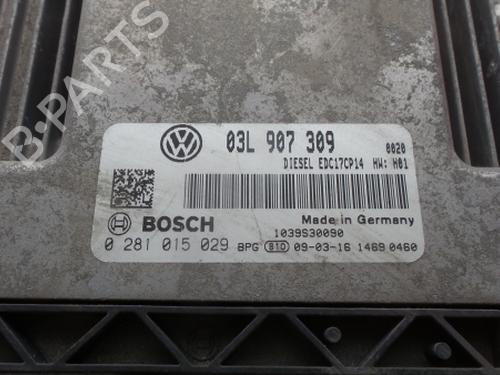 B-PARTS
03L 907 309
0020
DIESEL EDC17CP14 HW: H01
BOSCH
Made in Germany
1039S30090
0 281 015 029 BPG 810 09-03-16 1469 0460